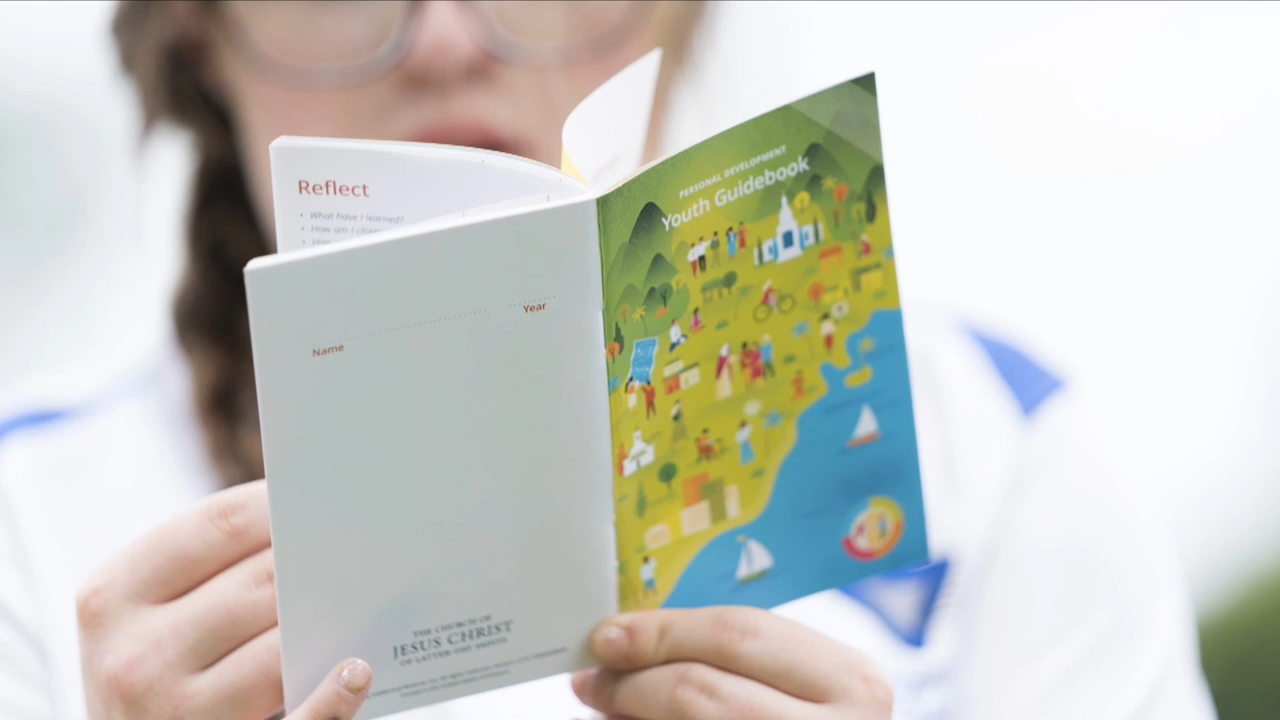 Reflect
• What have I learned?
• How am I
• How
Name
Year
THE CHURCH OF
JESUS CHRIST
OF LATTER-DAY SAINTS
PERSONAL DEVELOPMENT
Youth Guidebook